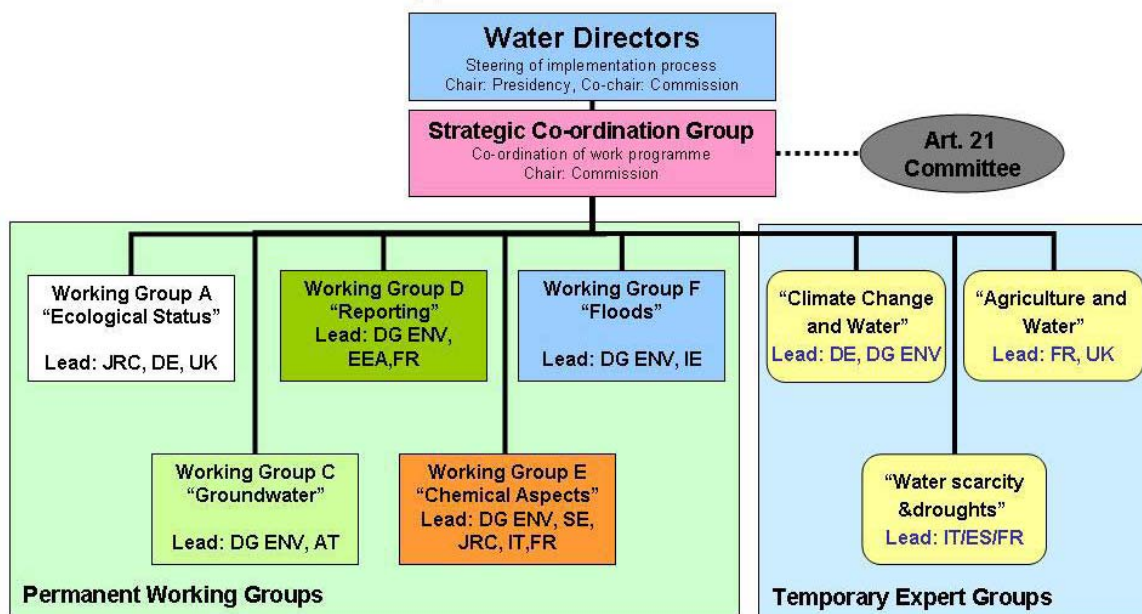 Water Directors
Steering of implementation process
Chair: Presidency, Co-chair: Commission
Strategic Co-ordination Group
Co-ordination of work programme
Chair: Commission
Art. 21
Committee
Working Group A
“Ecological Status”
Lead: JRC, DE, UK
Working Group D
“Reporting”
Lead: DG ENV,
EEA,FR
Working Group F
“Floods”
Lead: DG ENV, IE
“Climate Change
and Water”
Lead: DE, DG ENV
“Agriculture and
Water”
Lead: FR, UK
Working Group C
“Groundwater”
Lead: DG ENV, AT
Working Group E
“Chemical Aspects”
Lead: DG ENV, SE,
JRC, IT,FR
“Water scarcity
&droughts”
Lead: IT/ES/FR
Permanent Working Groups
Temporary Expert Groups